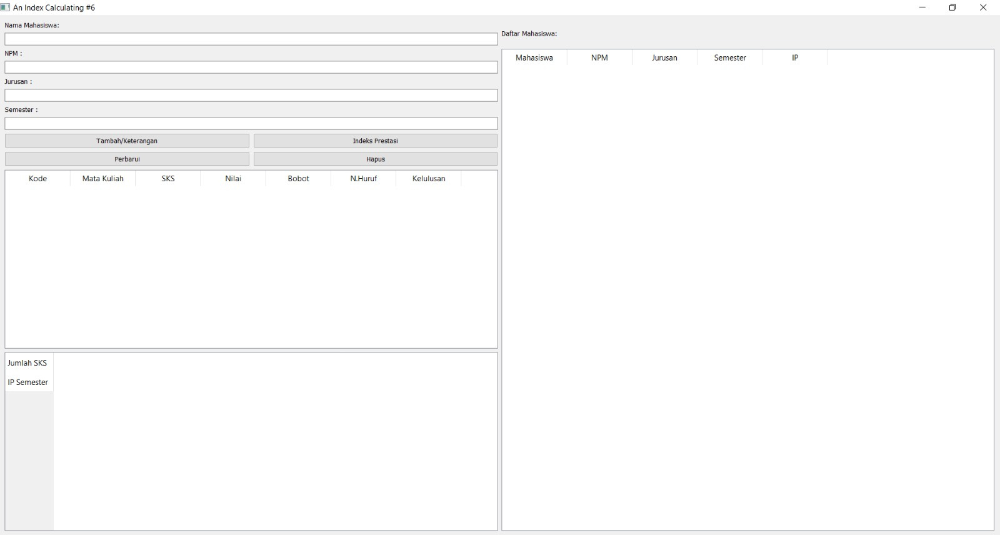 An Index Calculating #6
Nama Mahasiswa:
NPM :
Jurusan :
Semester :
Tambah/Keterangan Indeks Prestasi
Perbarui Hapus
Kode Mata Kuliah SKS Nilai Bobot N.Huruf Kelulusan
Jumlah SKS
IP Semester
Daftar Mahasiswa:
Mahasiswa NPM Jurusan Semester IP